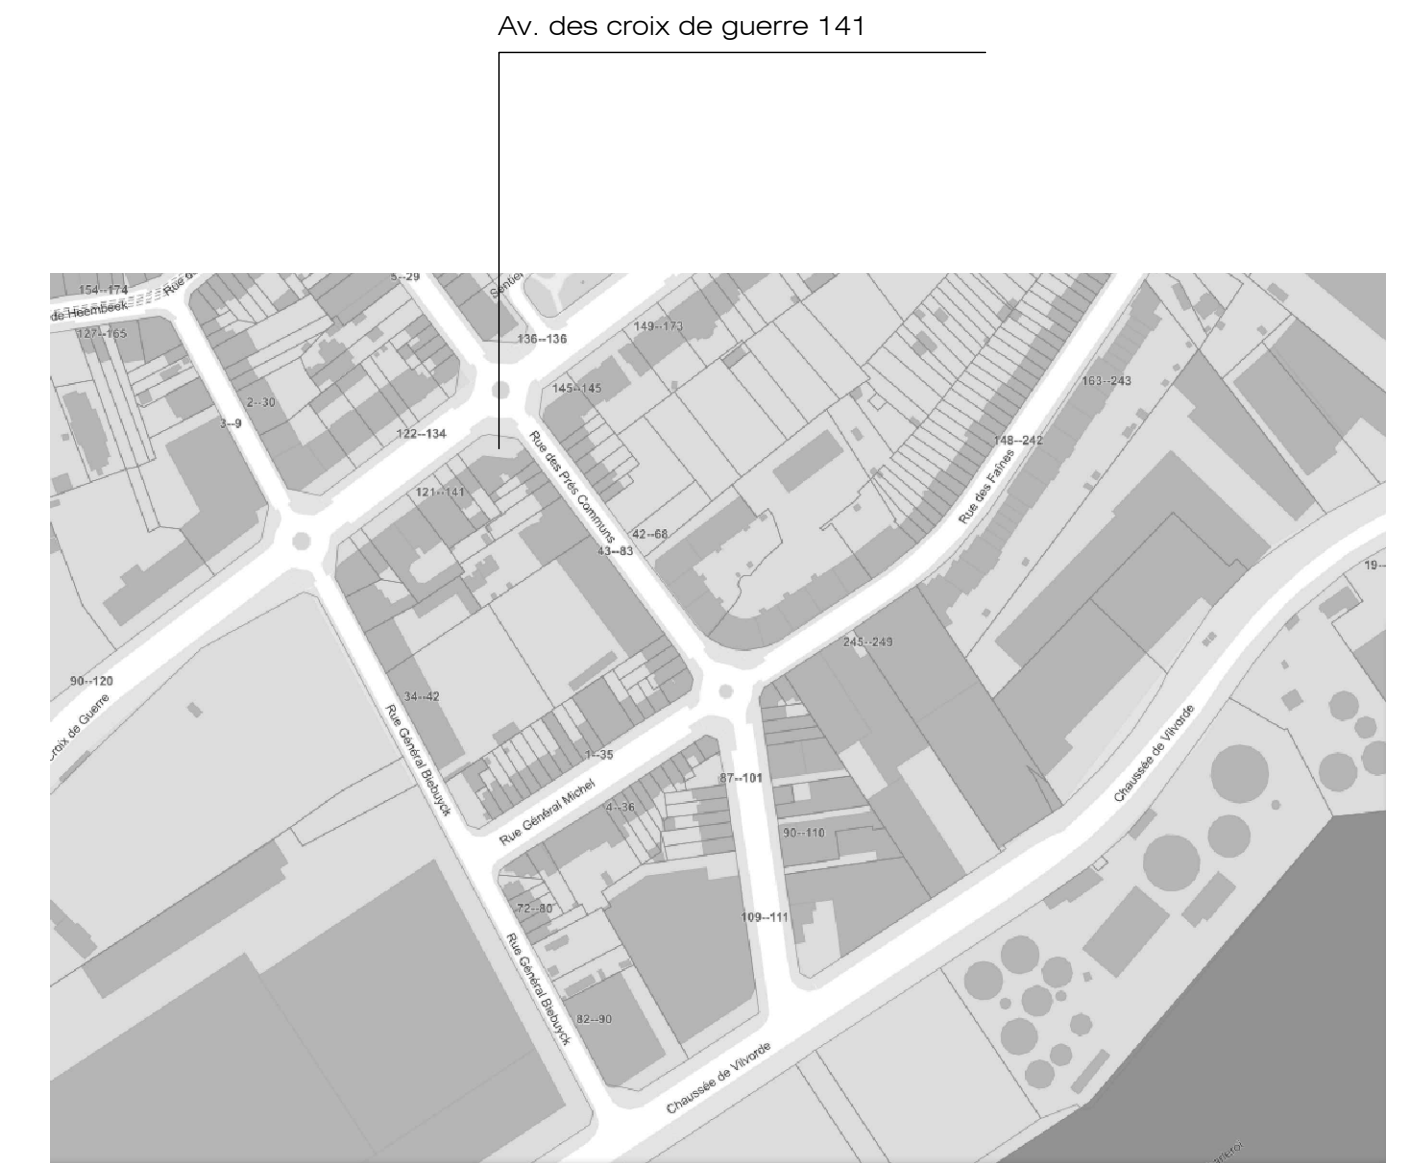 Av. des croix de guerre 141
5--29
Sentier
154--174
Rue d
de Heembeek
127--165
136--136
149--173
145--145
163--243
2--30
3--9
122--134
148--242
Rue des Faînes
Rue des Prés Communs
121--141
42--68
43--83
19--
245--249
90--120
Croix de Guerre
34--42
Rue Général Biebuyck
1--35
Rue Général Michel
4--36
87--101
Chaussée de Vilvorde
90--110
72--80
109--111
Rue Général Biebuyck
82--90
Chaussée de Vilvorde